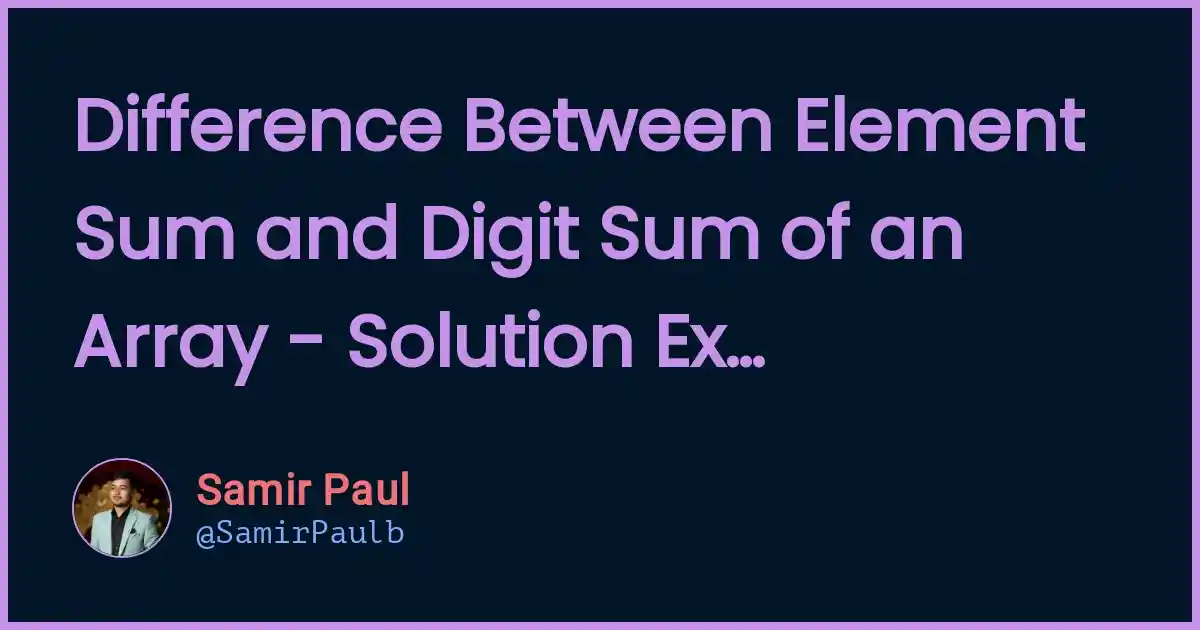 Difference Between Element
Sum and Digit Sum of an
Array - Solution Ex...
Samir Paul
@SamirPaulb